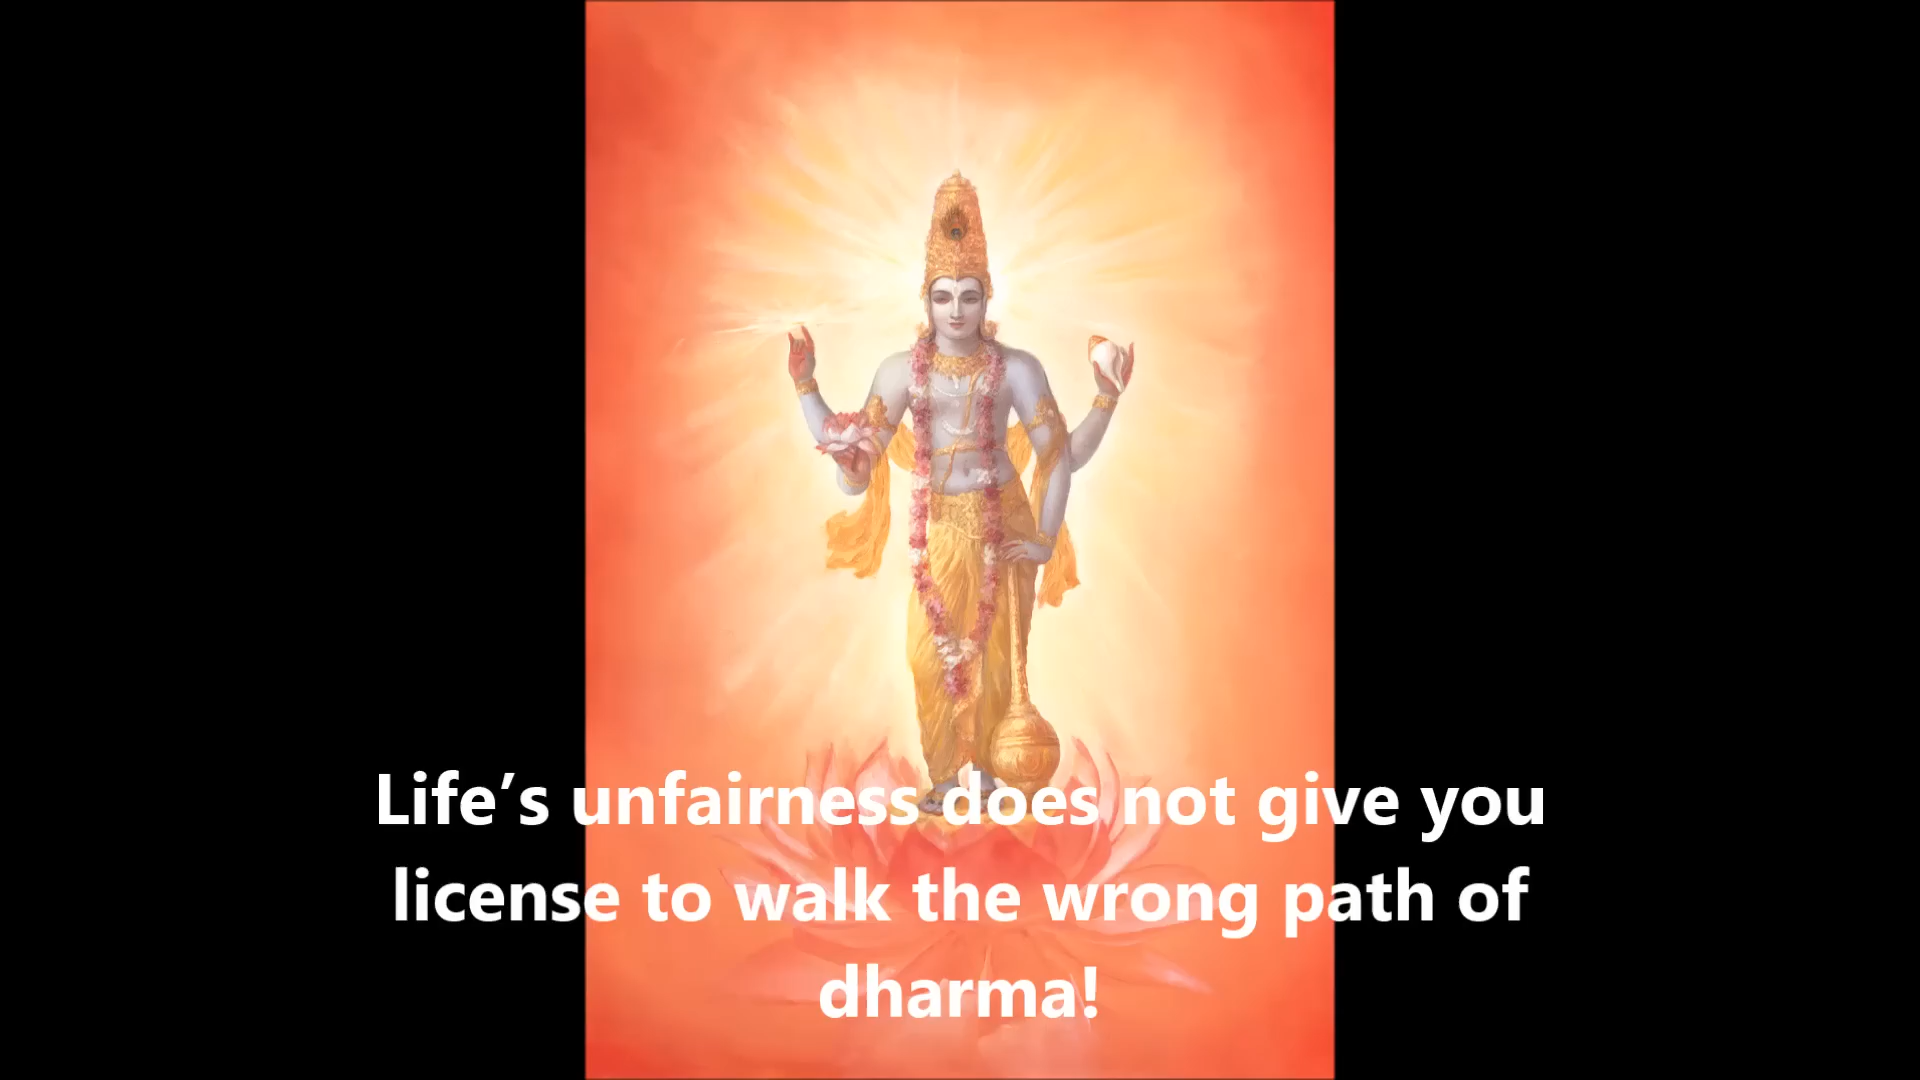 Life’s unfairness does not give you
license to walk the wrong path of
dharma!